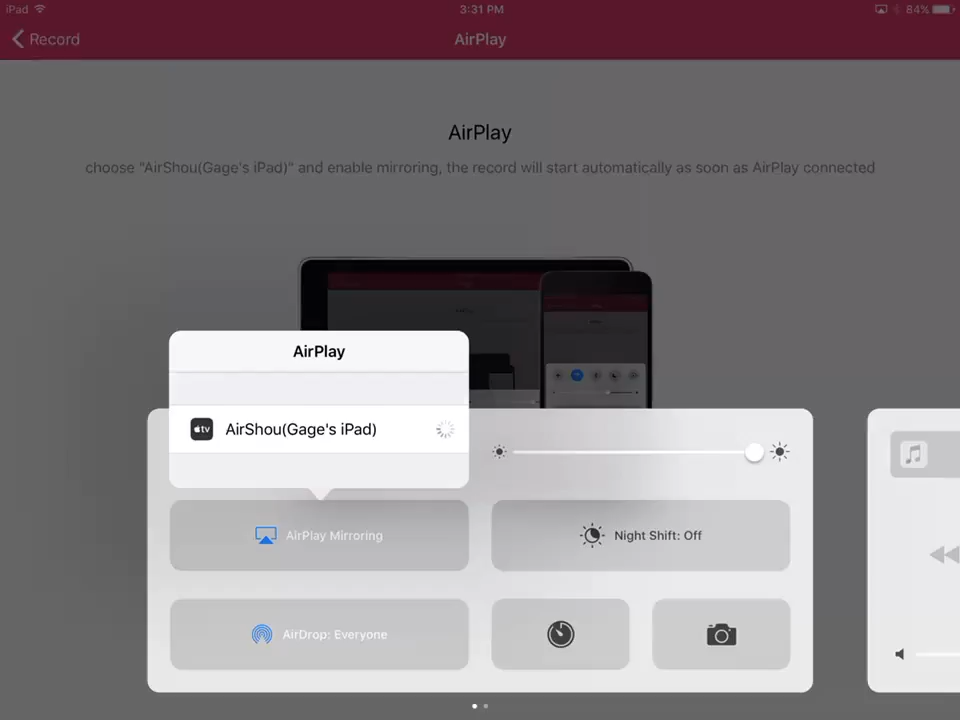 iPad 3:31 PM 84%
Record AirPlay
AirPlay
choose "AirShou(Gage's iPad)" and enable mirroring, the record will start automatically as soon as AirPlay connected
AirPlay
tv AirShou(Gage's iPad)
AirPlay Mirroring Night Shift: Off
AirDrop: Everyone